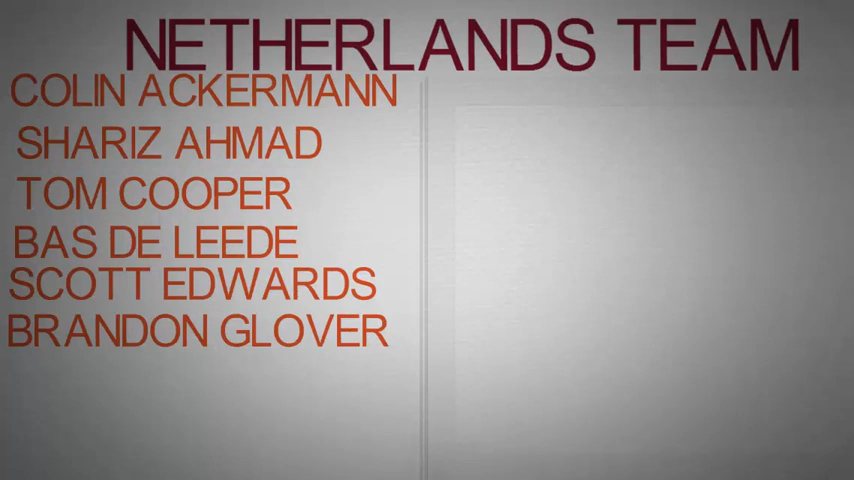 NETHERLANDS TEAM
COLIN ACKERMANN
SHARIZ AHMAD
TOM COOPER
BAS DE LEEDE
SCOTT EDWARDS
BRANDON GLOVER